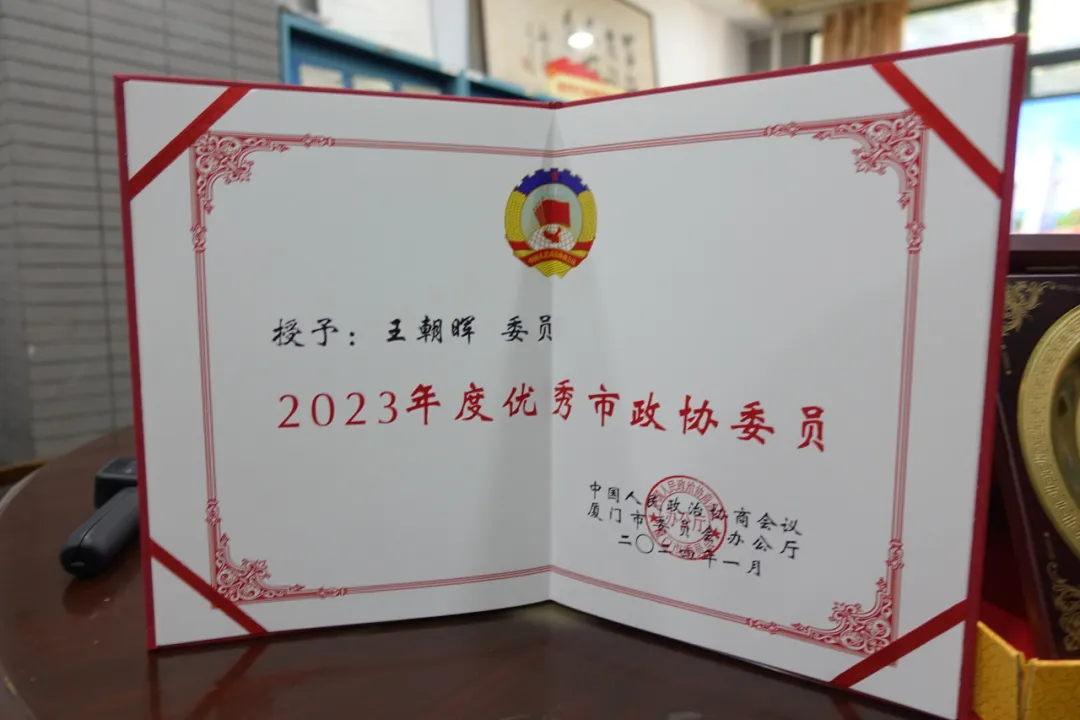 授予：王朝晖 委员
2023年度优秀市政协委员
中国人民政治协商会议
厦门市委员会办公厅
二〇二四年一月